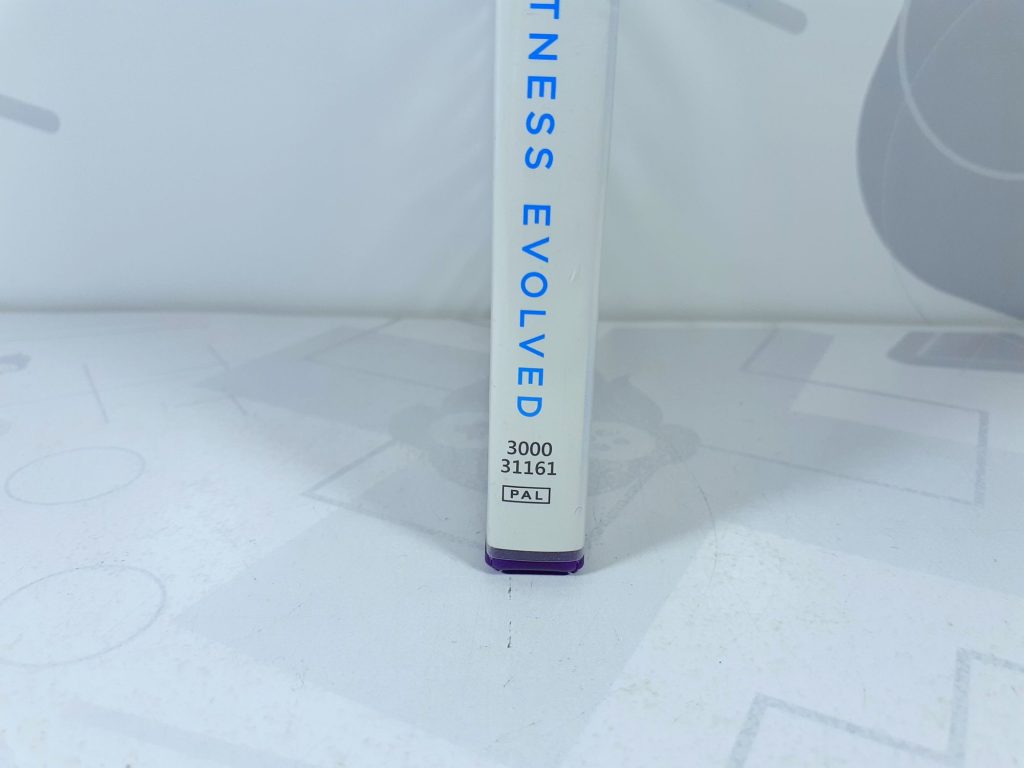 TNESS EVOLVED
3000
31161
PAL